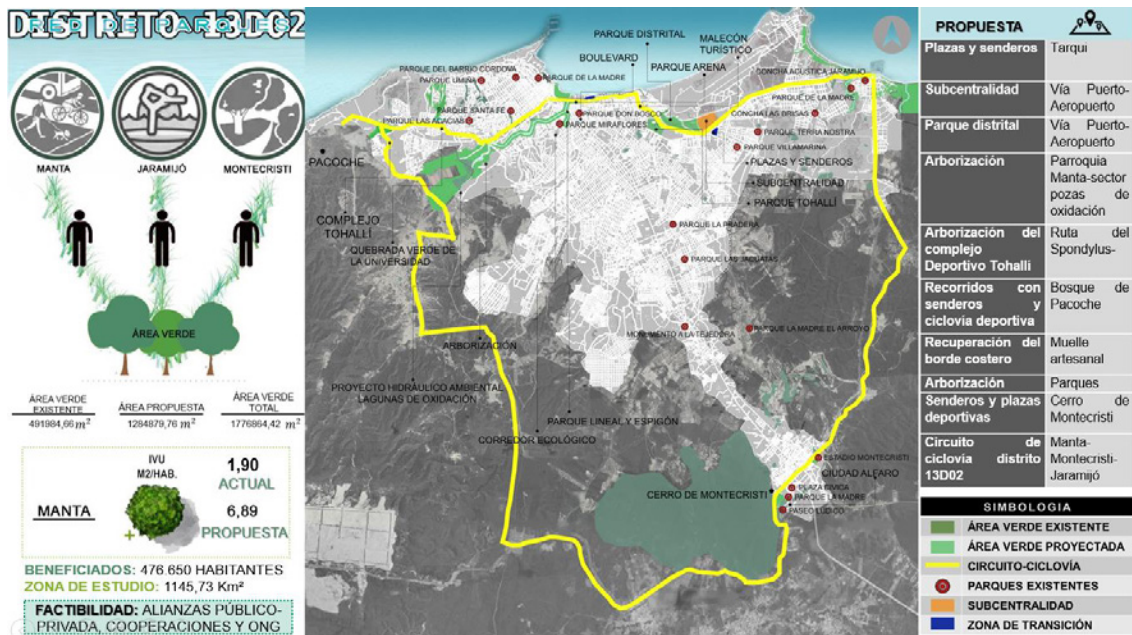 DISTRITO 13D02
RED DE PARQUES
MANTA
JARAMIJÓ
MONTECRISTI
ÁREA VERDE
ÁREA VERDE
EXISTENTE
491984,66 m²
ÁREA PROPUESTA
1284879,76 m²
ÁREA VERDE
TOTAL
1776864,42 m²
IVU
M2/HAB.
1,90
ACTUAL
MANTA
6,89
PROPUESTA
BENEFICIADOS: 476.650 HABITANTES
ZONA DE ESTUDIO: 1145,73 Km²
FACTIBILIDAD: ALIANZAS PÚBLICO-
PRIVADA, COOPERACIONES Y ONG
PARQUE DISTRITAL
MALECÓN
TURÍSTICO
BOULEVARD
PARQUE ARENA
PARQUE DEL BARRIO CORDOVA
PARQUE UMIÑA
PARQUE DE LA MADRE
CONCHA AGUSTICA JARAMIJO
PARQUE DE LA MADRE
PARQUE SANTA FE
PARQUE LAS ACACIAS
PARQUE DON BOSCO
PARQUE MIRAFLORES
CONCHA LAS BRISAS
PARQUE TERRA NOSTRA
PARQUE VILLAMARINA
PACOCHE
PLAZAS Y SENDEROS
SUBCENTRALIDAD
PARQUE TOHALLÍ
COMPLEJO
TOHALLÍ
PARQUE LA PRADERA
QUEBRADA VERDE DE
LA UNIVERSIDAD
PARQUE LAS JAGUATAS
MONUMENTO A LA TEJEDORA
PARQUE LA MADRE EL ARROYO
ARBORIZACIÓN
PROYECTO HIDRÁULICO AMBIENTAL
LAGUNAS DE OXIDACIÓN
PARQUE LINEAL Y ESPIGÓN
CORREDOR ECOLÓGICO
ESTADIO MONTECRISTI
CIUDAD ALFARO
CERRO DE MONTECRISTI
PLAZA CIVICA
PARQUE LA MADRE
PASEO LÚDICO
PROPUESTA
Plazas y senderos Tarqui
Subcentralidad Vía Puerto-
Aeropuerto
Parque distrital Vía Puerto-
Aeropuerto
Arborización Parroquia
Manta-sector
pozas de
oxidación
Arborización del Ruta del
complejo Spondylus-
Deportivo Tohalli
Recorridos con Bosque de
senderos y Pacoche
ciclovia deportiva
Recuperación del Muelle
borde costero artesanal
Arborización Parques
Senderos y plazas Cerro de
deportivas Montecristi
Circuito de Manta-
ciclovia distrito Montecristi-
13D02 Jaramijó
SIMBOLOGIA
ÁREA VERDE EXISTENTE
ÁREA VERDE PROYECTADA
CIRCUITO-CICLOVÍA
PARQUES EXISTENTES
SUBCENTRALIDAD
ZONA DE TRANSICIÓN